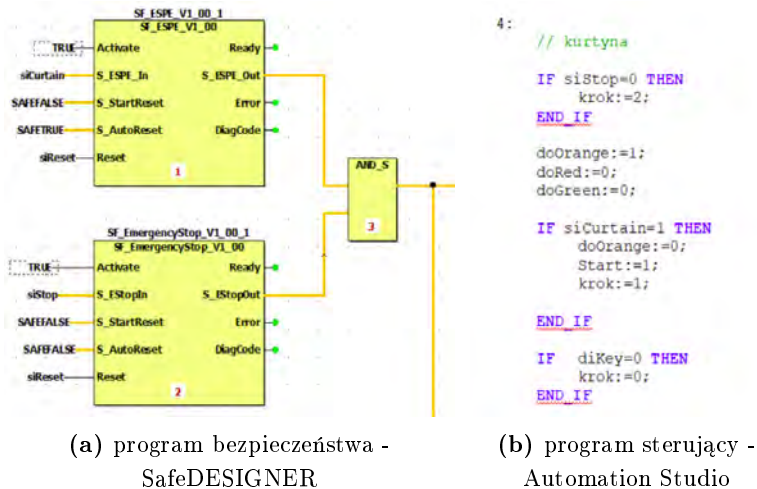 SF_ESPE_V1_00_1
SF_ESPE_V1_00
TRUE Activate Ready
siCurtain S_ESPE_In S_ESPE_Out
SAFEFALSE S_StartReset Error
SAFETRUE S_AutoReset DiagCode
siReset Reset
1
AND_S
3
SF_EmergencyStop_V1_00_1
SF_EmergencyStop_V1_00
TRUE Activate Ready
siStop S_EStopIn S_EStopOut
SAFEFALSE S_StartReset Error
SAFEFALSE S_AutoReset DiagCode
siReset Reset
2
(a) program bezpieczeństwa -
SafeDESIGNER
4:
// kurtyna
IF siStop=0 THEN
krok:=2;
END_IF
doOrange:=1;
doRed:=0;
doGreen:=0;
IF siCurtain=1 THEN
doOrange:=0;
Start:=1;
krok:=1;
END_IF
IF diKey=0 THEN
krok:=0;
END_IF
(b) program sterujący -
Automation Studio